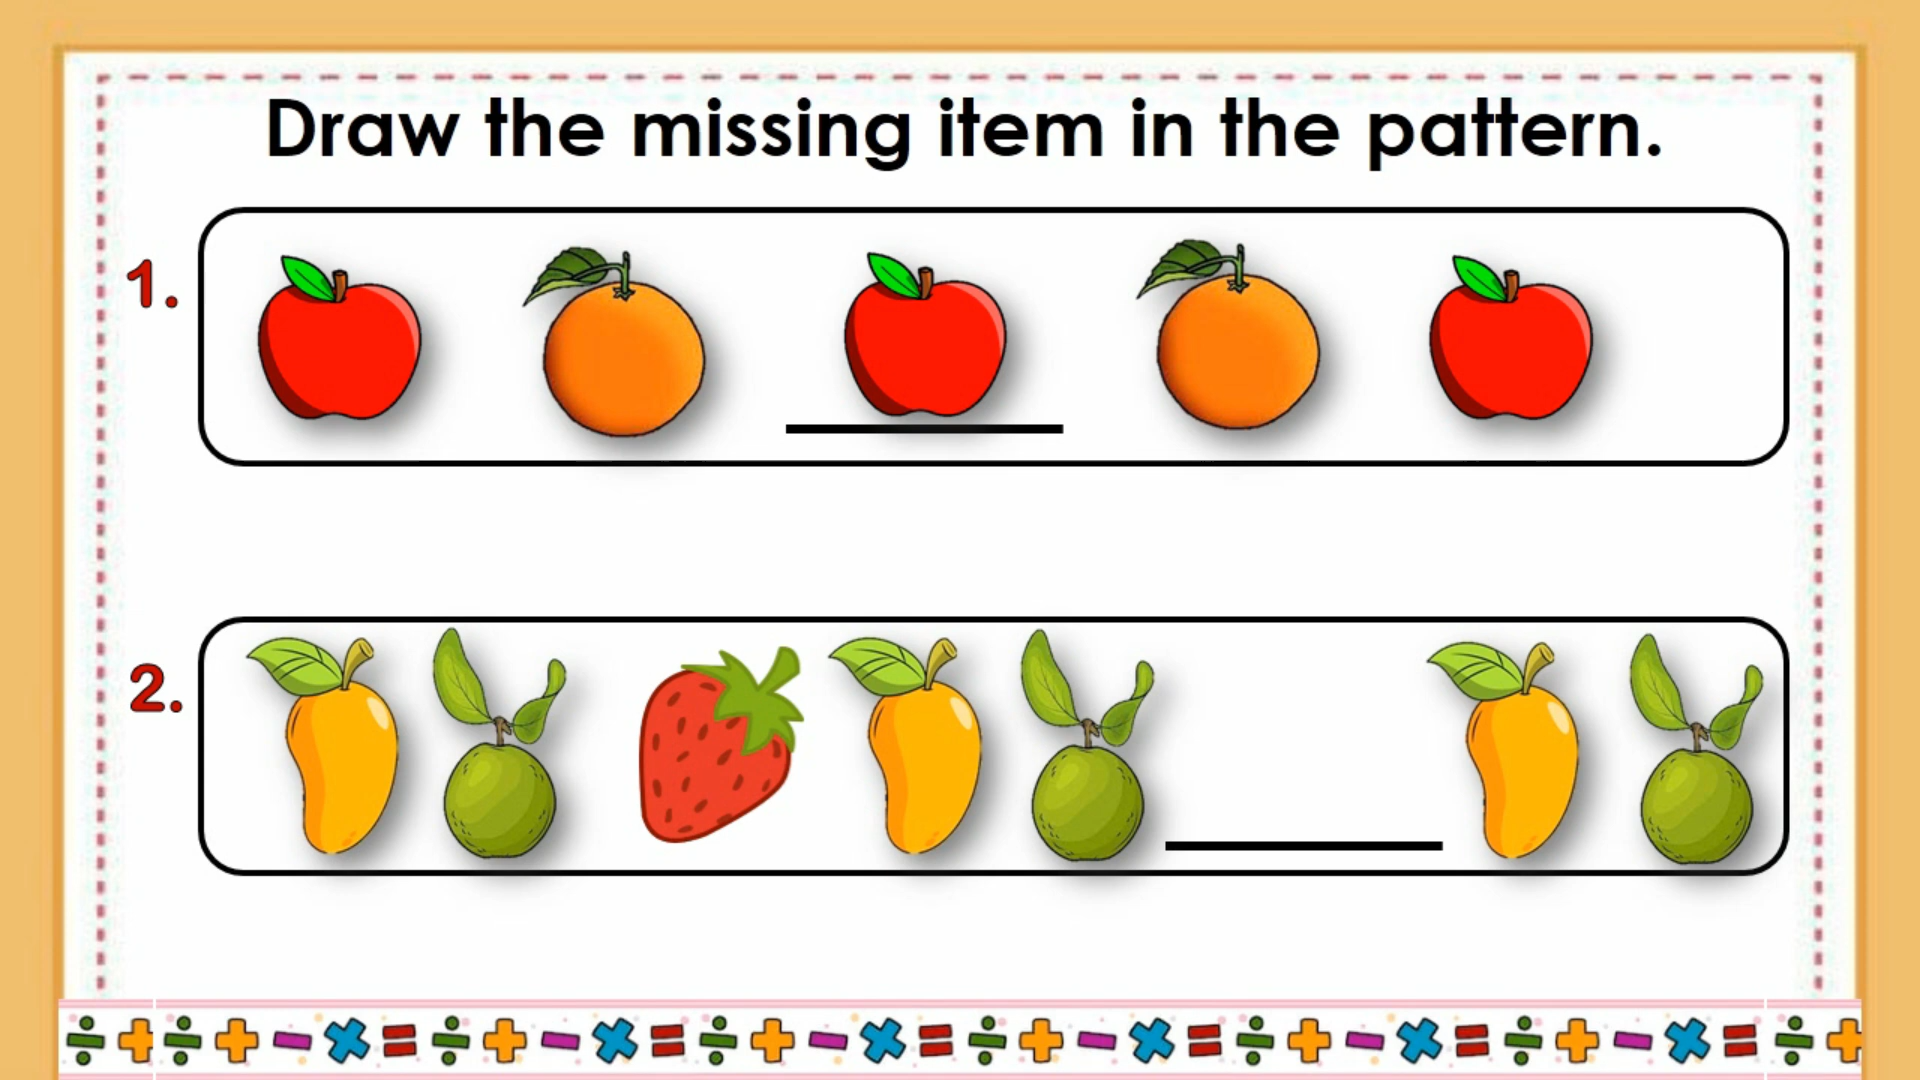 Draw the missing item in the pattern.
1.
2.